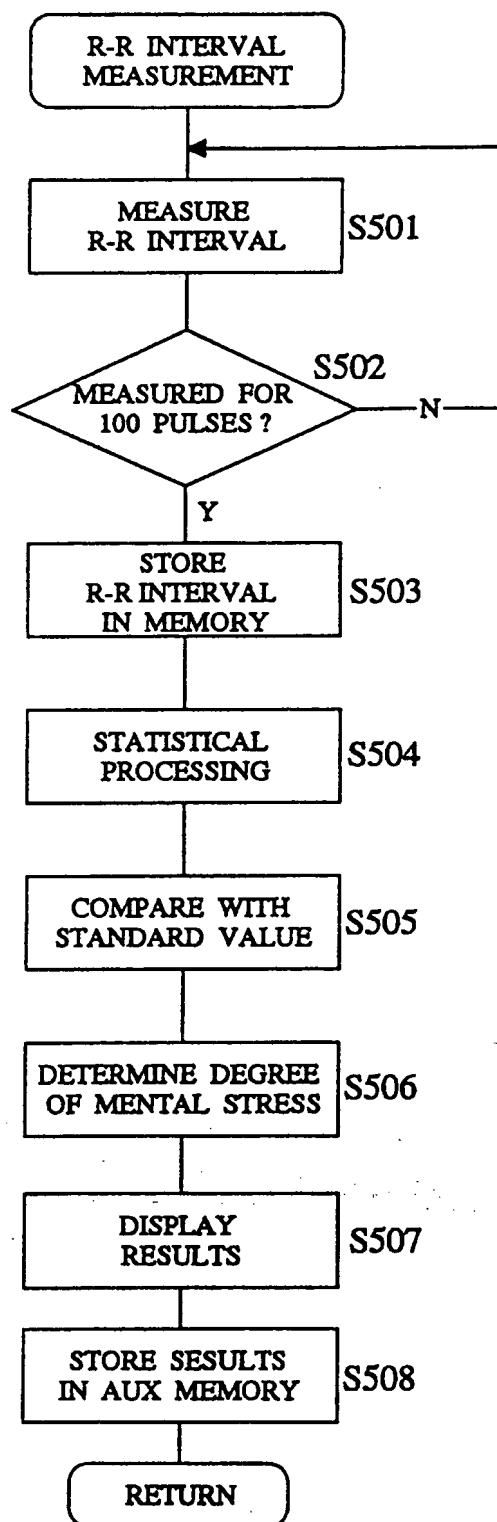 R-R INTERVAL
MEASUREMENT
MEASURE
R-R INTERVAL
S501
S502
MEASURED FOR
100 PULSES ?
N
Y
STORE
R-R INTERVAL
IN MEMORY
S503
STATISTICAL
PROCESSING
S504
COMPARE WITH
STANDARD VALUE
S505
DETERMINE DEGREE
OF MENTAL STRESS
S506
DISPLAY
RESULTS
S507
STORE SESULTS
IN AUX MEMORY
S508
RETURN